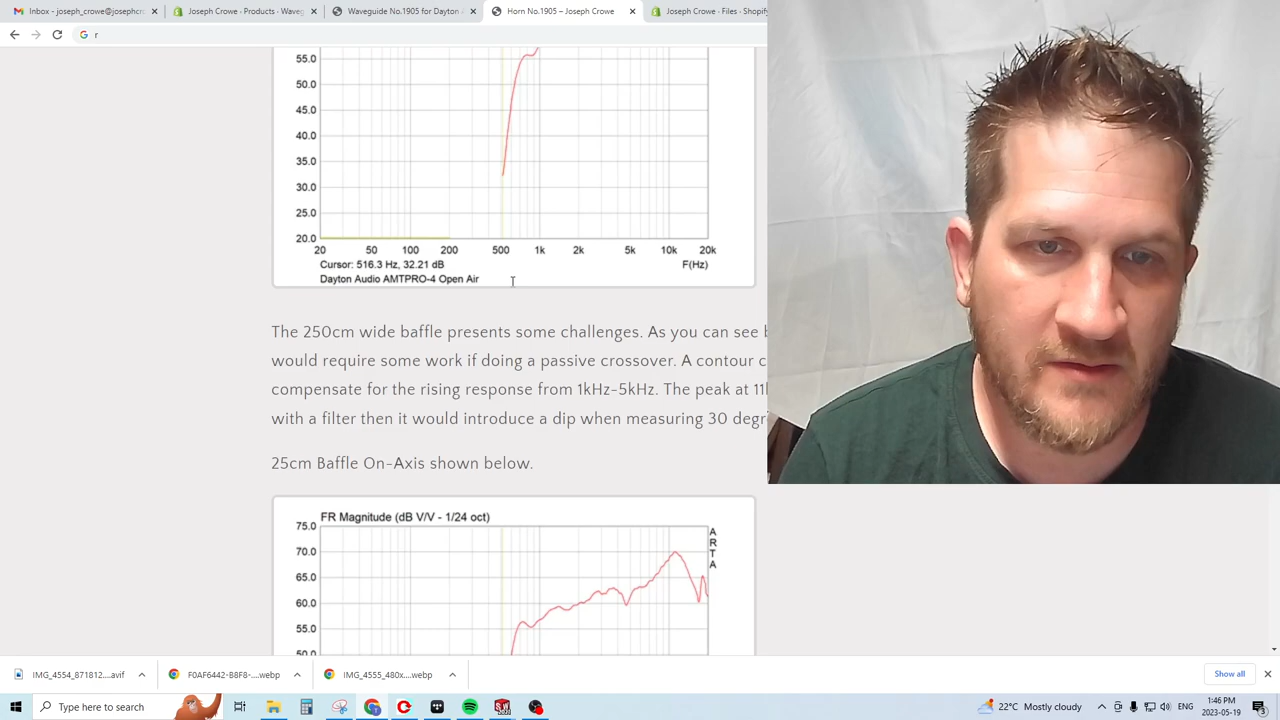 Inbox - joseph_crowe@josephcr
Joseph Crowe - Products - Waveg
Waveguide No.1905 for Dayton A
Horn No.1905 – Joseph Crowe
Joseph Crowe - Files - Shopify
r
55.0
50.0
45.0
40.0
35.0
30.0
25.0
20.0
20 50 100 200 500 1k 2k 5k 10k 20k
Cursor: 516.3 Hz, 32.21 dB F(Hz)
Dayton Audio AMTPRO-4 Open Air
The 250cm wide baffle presents some challenges. As you can see b
would require some work if doing a passive crossover. A contour c
compensate for the rising response from 1kHz-5kHz. The peak at 11k
with a filter then it would introduce a dip when measuring 30 degr
25cm Baffle On-Axis shown below.
FR Magnitude (dB V/V - 1/24 oct)
75.0
70.0
65.0
60.0
55.0
50.0
A
R
T
A
IMG_4554_871812....avif
F0AF6442-B8F8-....webp
IMG_4555_480x....webp
Show all
Type here to search
22°C Mostly cloudy
ENG
1:46 PM
2023-05-19
3